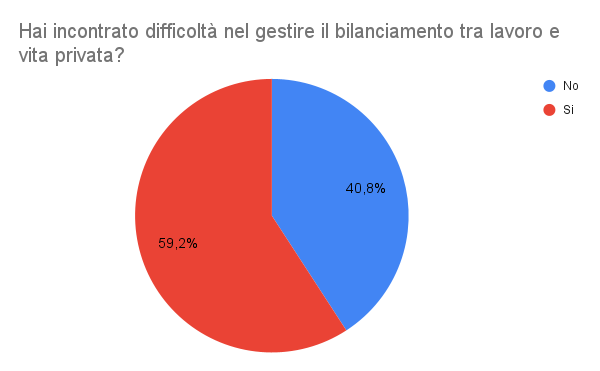 Hai incontrato difficoltà nel gestire il bilanciamento tra lavoro e
vita privata?
No
Si
40,8%
59,2%